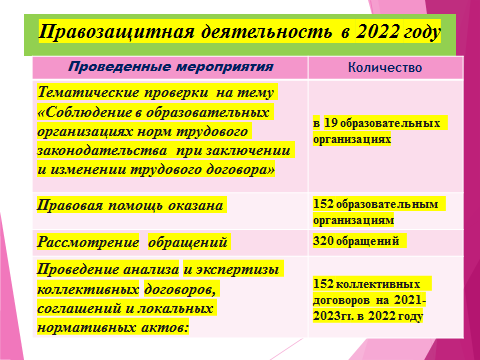 Правозащитная деятельность в 2022 году
Проведенные мероприятия
Количество
Тематические проверки на тему
«Соблюдение в образовательных
организациях норм трудового
законодательства при заключении
и изменении трудового договора»
в 19 образовательных
организациях
Правовая помощь оказана
152 образовательным
организациям
Рассмотрение обращений
320 обращений
Проведение анализа и экспертизы
коллективных договоров,
соглашений и локальных
нормативных актов:
152 коллективных
договоров на 2021-
2023гг. в 2022 году